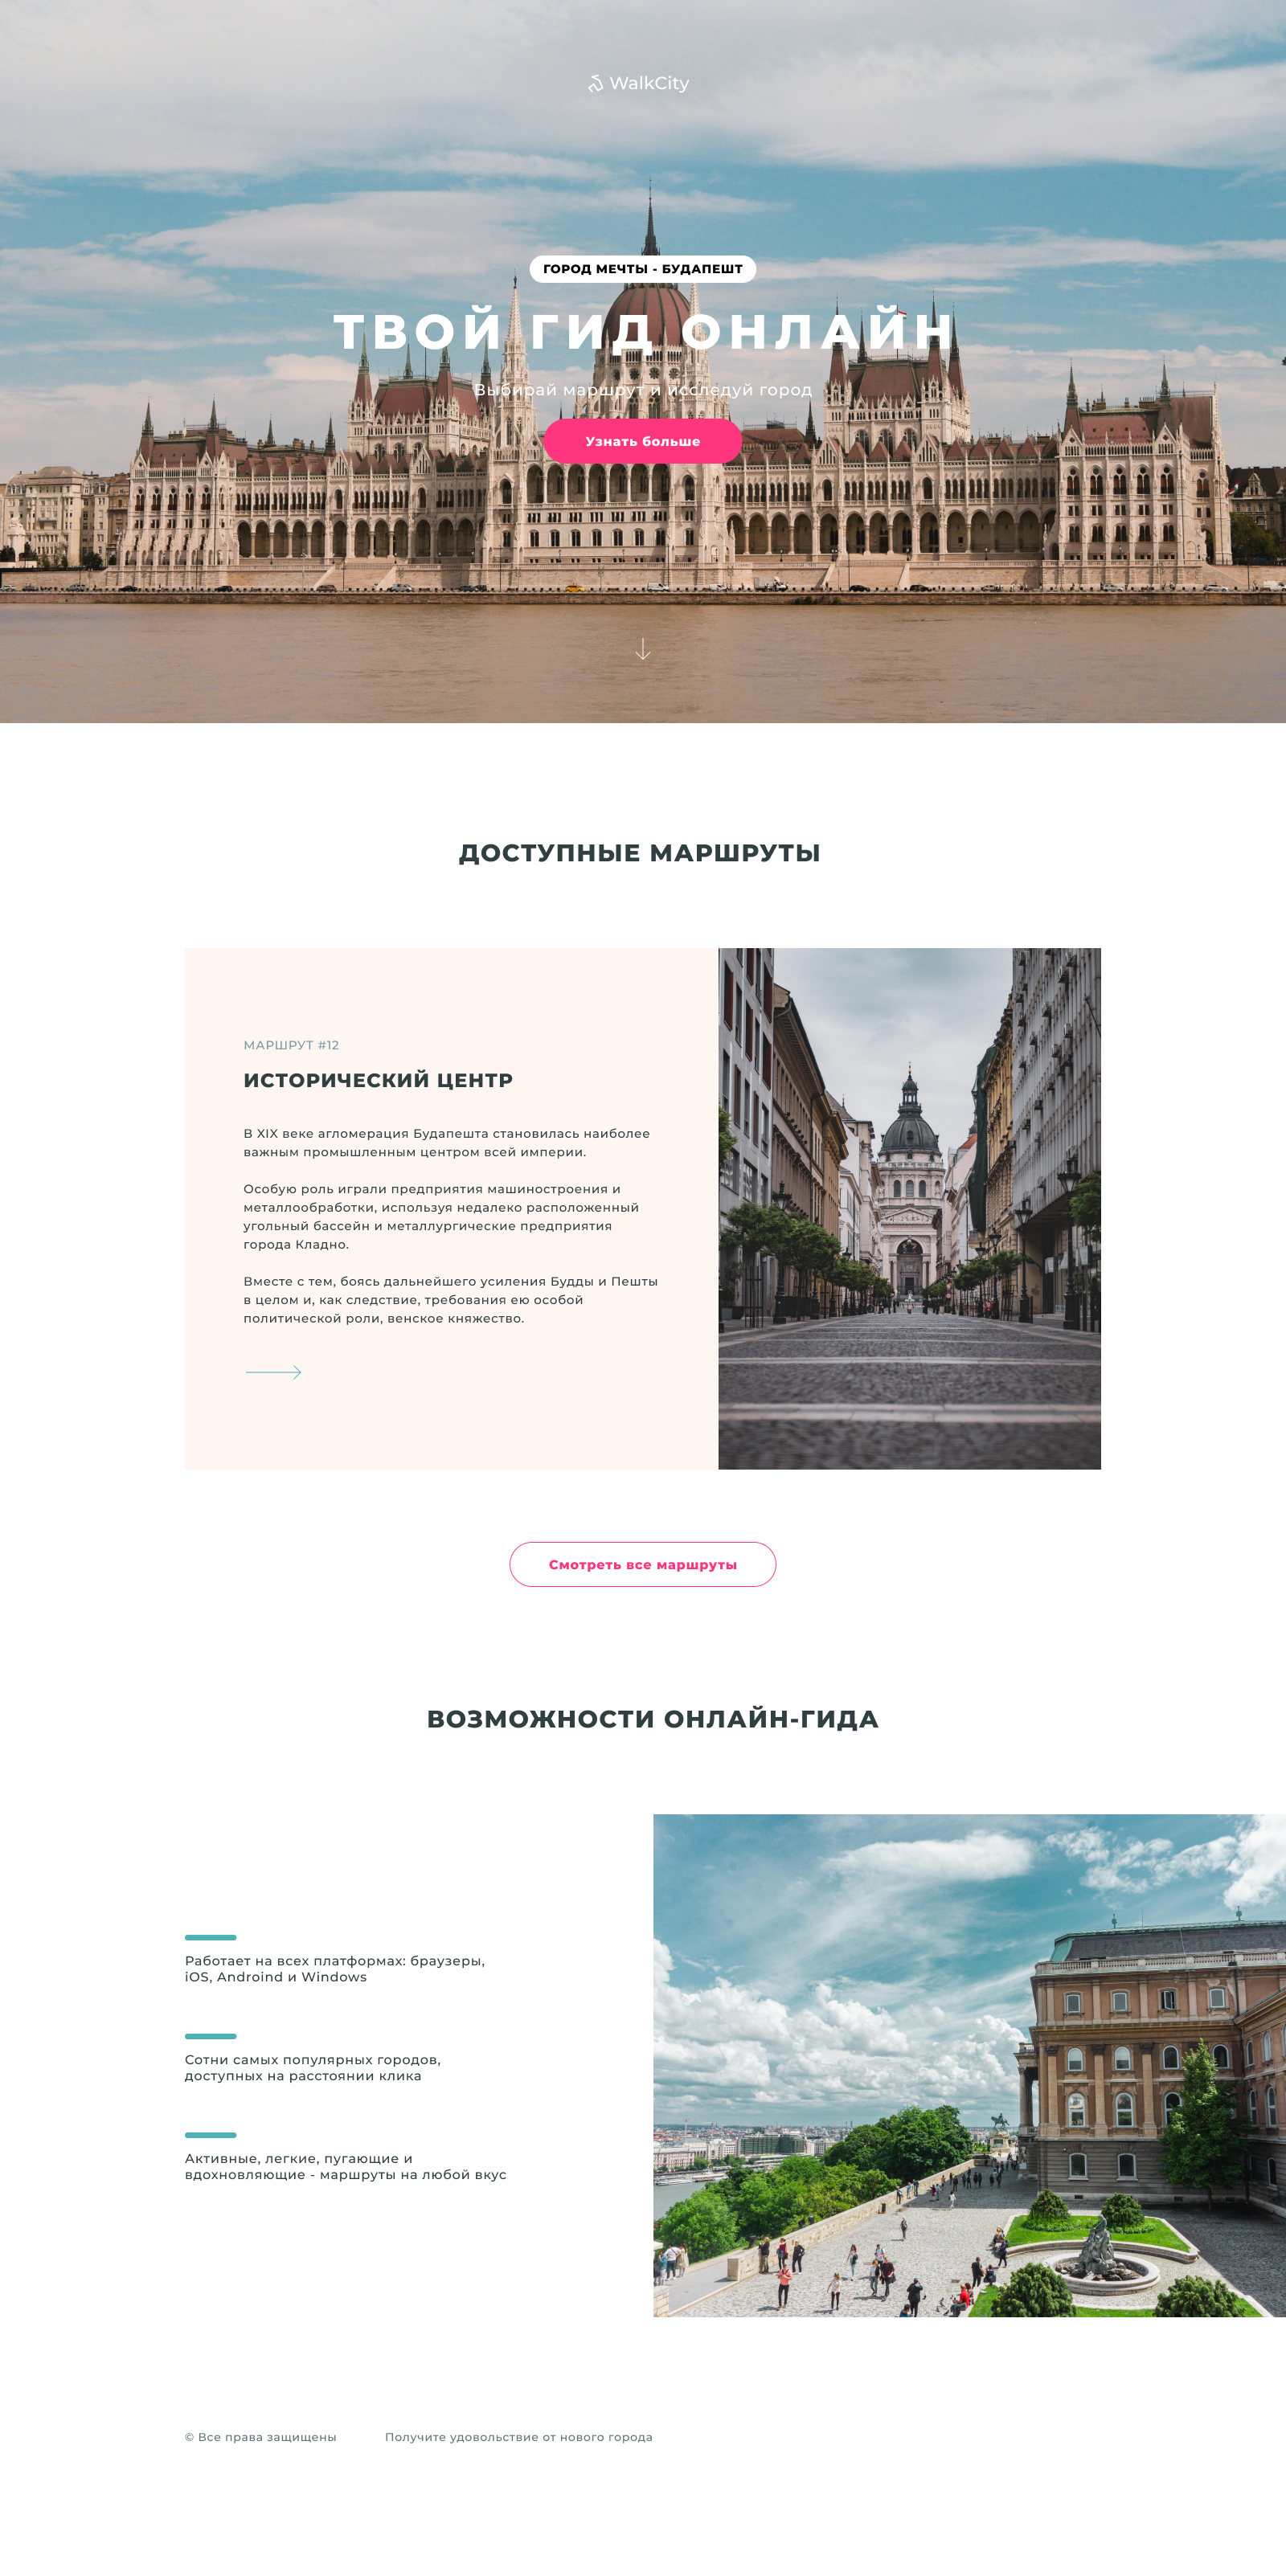 WalkCity
ГОРОД МЕЧТЫ - БУДАПЕШТ
ТВОЙ ГИД ОНЛАЙН
Выбирай маршрут и исследуй город
Узнать больше
ДОСТУПНЫЕ МАРШРУТЫ
МАРШРУТ #12
ИСТОРИЧЕСКИЙ ЦЕНТР
В XIX веке агломерация Будапешта становилась наиболее
важным промышленным центром всей империи.
Особую роль играли предприятия машиностроения и
металлообработки, используя недалеко расположенный
угольный бассейн и металлургические предприятия
города Кладно.
Вместе с тем, боясь дальнейшего усиления Будды и Пешты
в целом и, как следствие, требования ею особой
политической роли, венское княжество.
Смотреть все маршруты
ВОЗМОЖНОСТИ ОНЛАЙН-ГИДА
Работает на всех платформах: браузеры,
iOS, Androind и Windows
Сотни самых популярных городов,
доступных на расстоянии клика
Активные, легкие, пугающие и
вдохновляющие - маршруты на любой вкус
© Все права защищены
Получите удовольствие от нового города